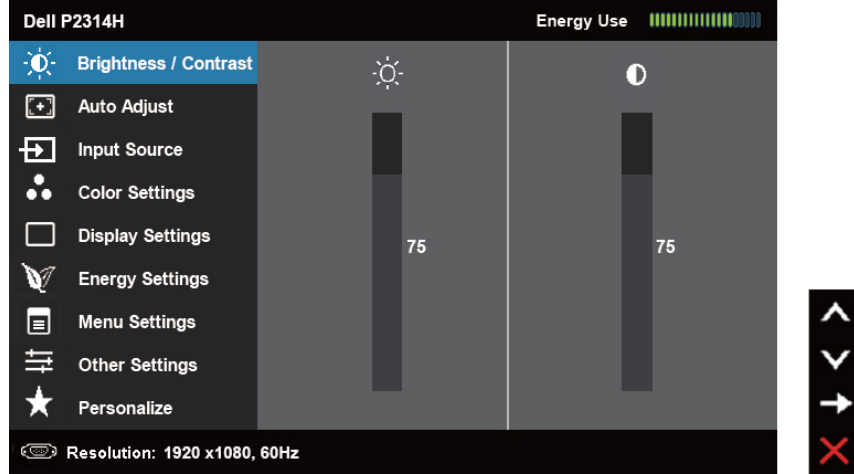 Dell P2314H
Energy Use
Brightness / Contrast
Auto Adjust
Input Source
Color Settings
Display Settings
Energy Settings
Menu Settings
Other Settings
Personalize
75
75
Resolution: 1920 x1080, 60Hz